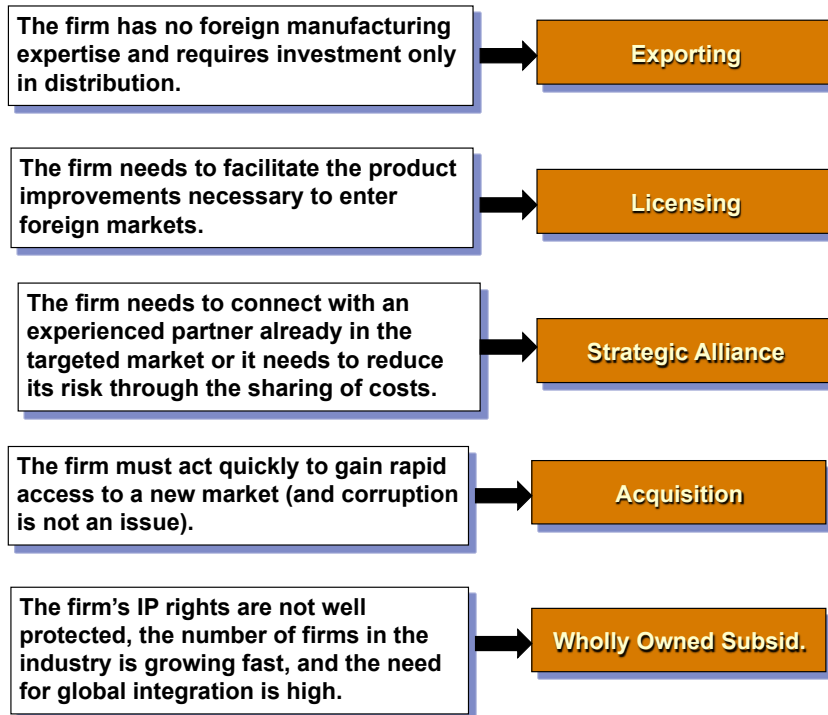 The firm has no foreign manufacturing
expertise and requires investment only
in distribution.
Exporting
The firm needs to facilitate the product
improvements necessary to enter
foreign markets.
Licensing
The firm needs to connect with an
experienced partner already in the
targeted market or it needs to reduce
its risk through the sharing of costs.
Strategic Alliance
The firm must act quickly to gain rapid
access to a new market (and corruption
is not an issue).
Acquisition
The firm’s IP rights are not well
protected, the number of firms in the
industry is growing fast, and the need
for global integration is high.
Wholly Owned Subsid.